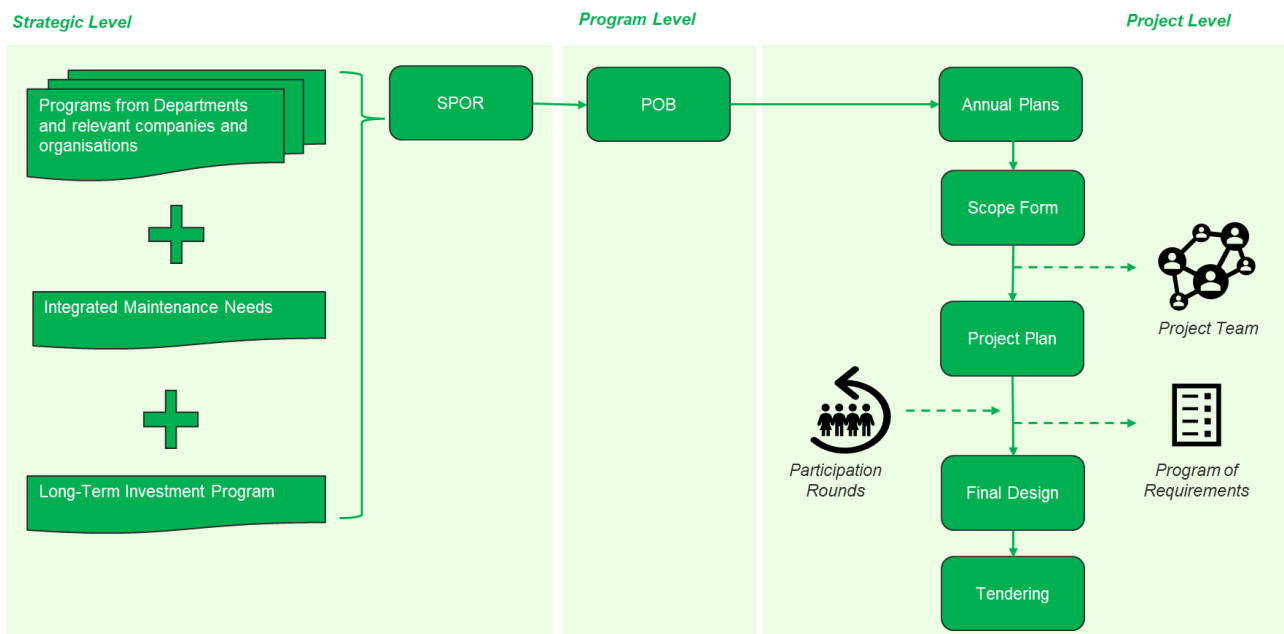 Strategic Level
Program Level
Project Level
Programs from Departments
and relevant companies and
organisations
SPOR
POB
Annual Plans
Scope Form
Integrated Maintenance Needs
Project Team
Project Plan
Participation
Rounds
Program of
Requirements
Long-Term Investment Program
Final Design
Tendering